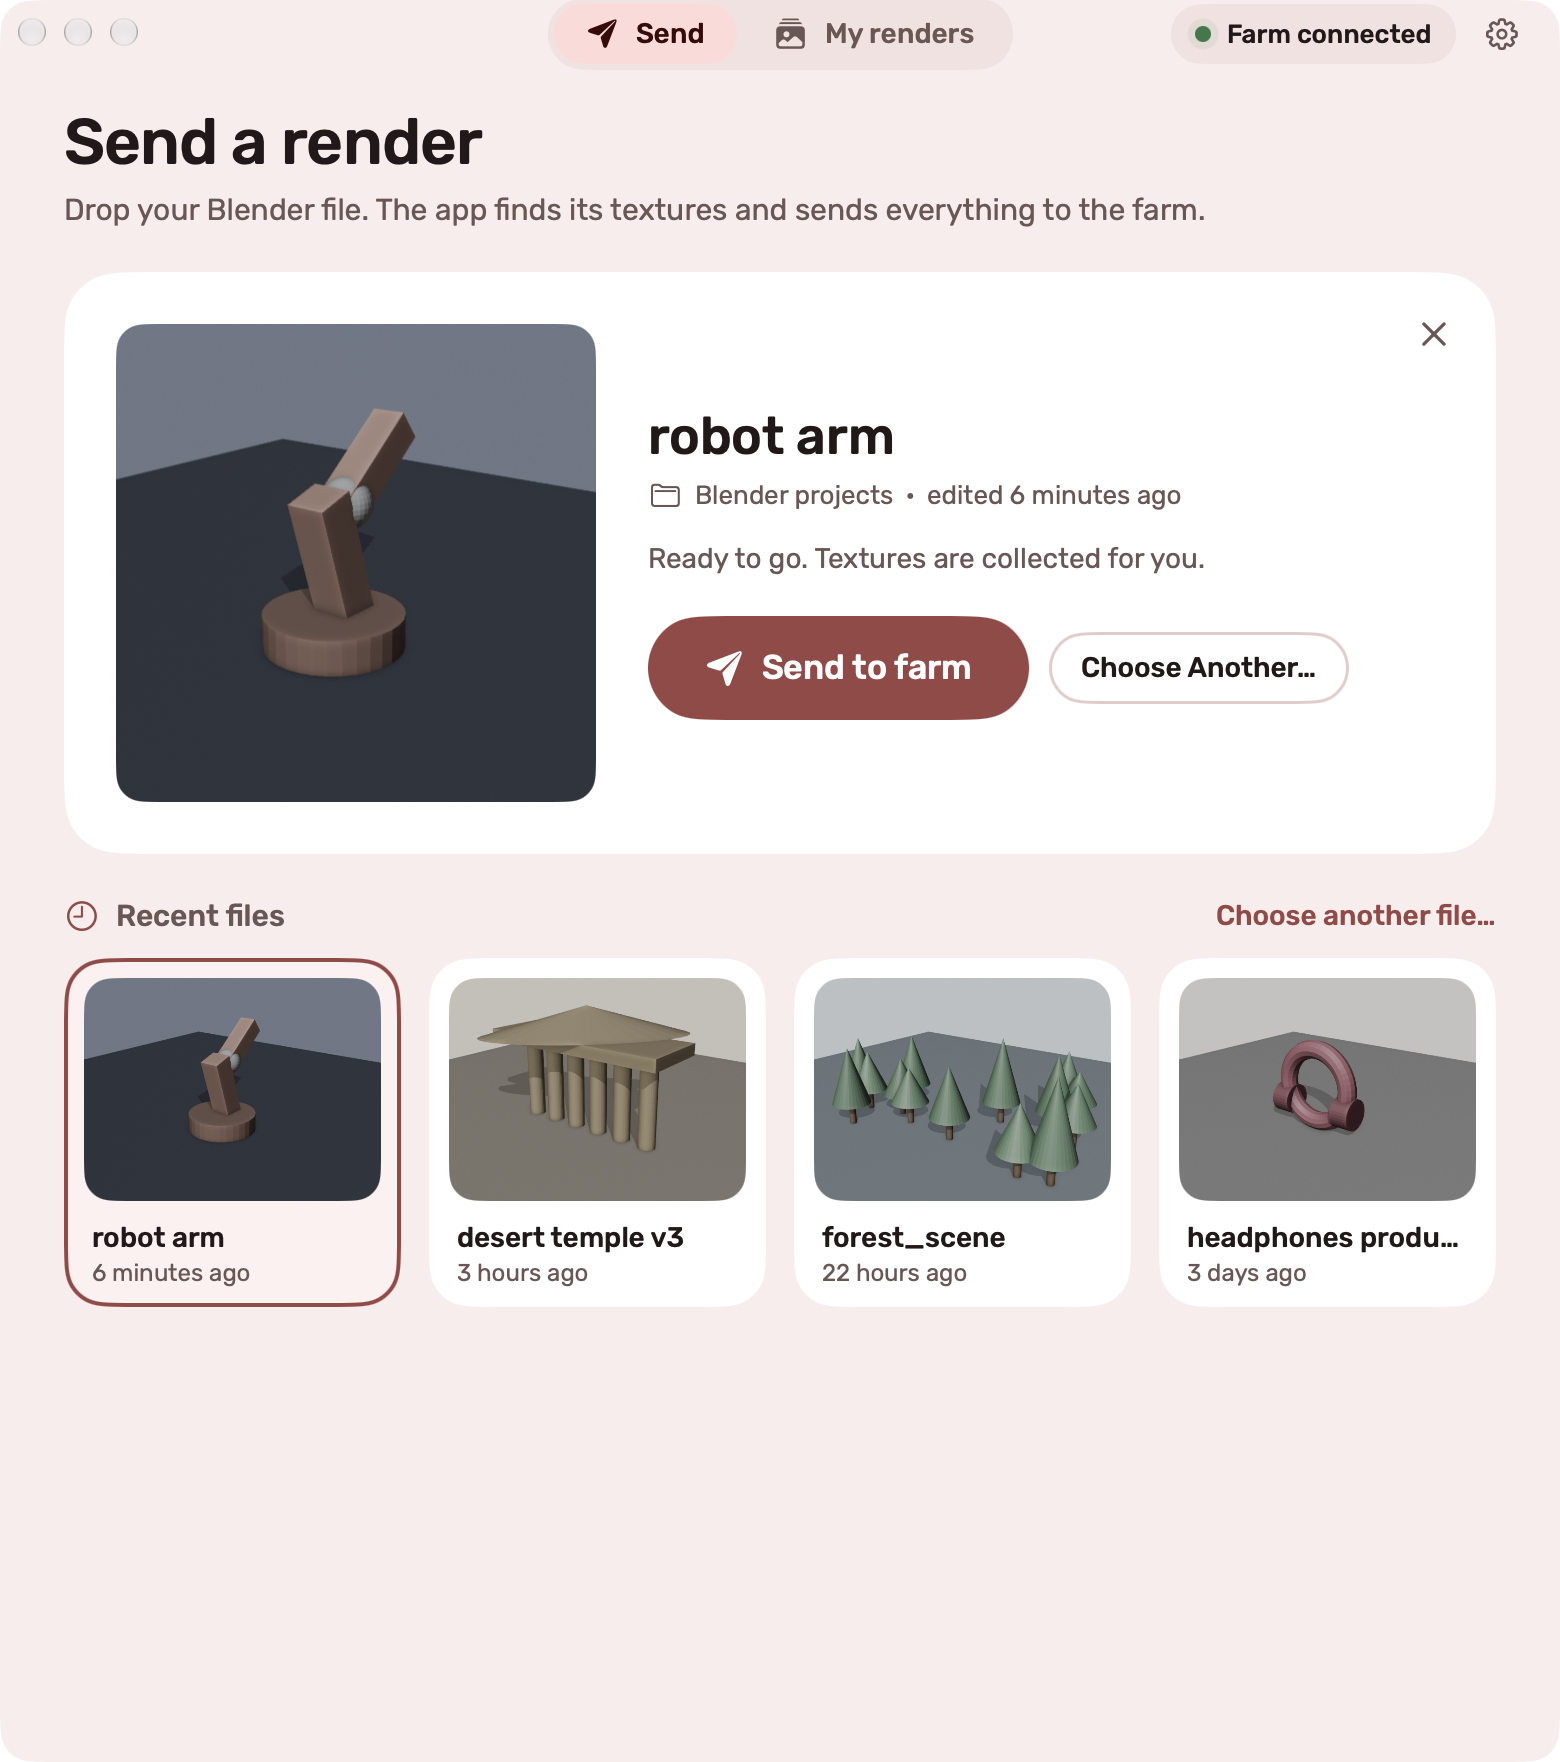 Send
My renders
Farm connected
Send a render
Drop your Blender file. The app finds its textures and sends everything to the farm.
robot arm
Blender projects • edited 6 minutes ago
Ready to go. Textures are collected for you.
Send to farm
Choose Another...
Recent files
Choose another file...
robot arm
6 minutes ago
desert temple v3
3 hours ago
forest_scene
22 hours ago
headphones produ...
3 days ago